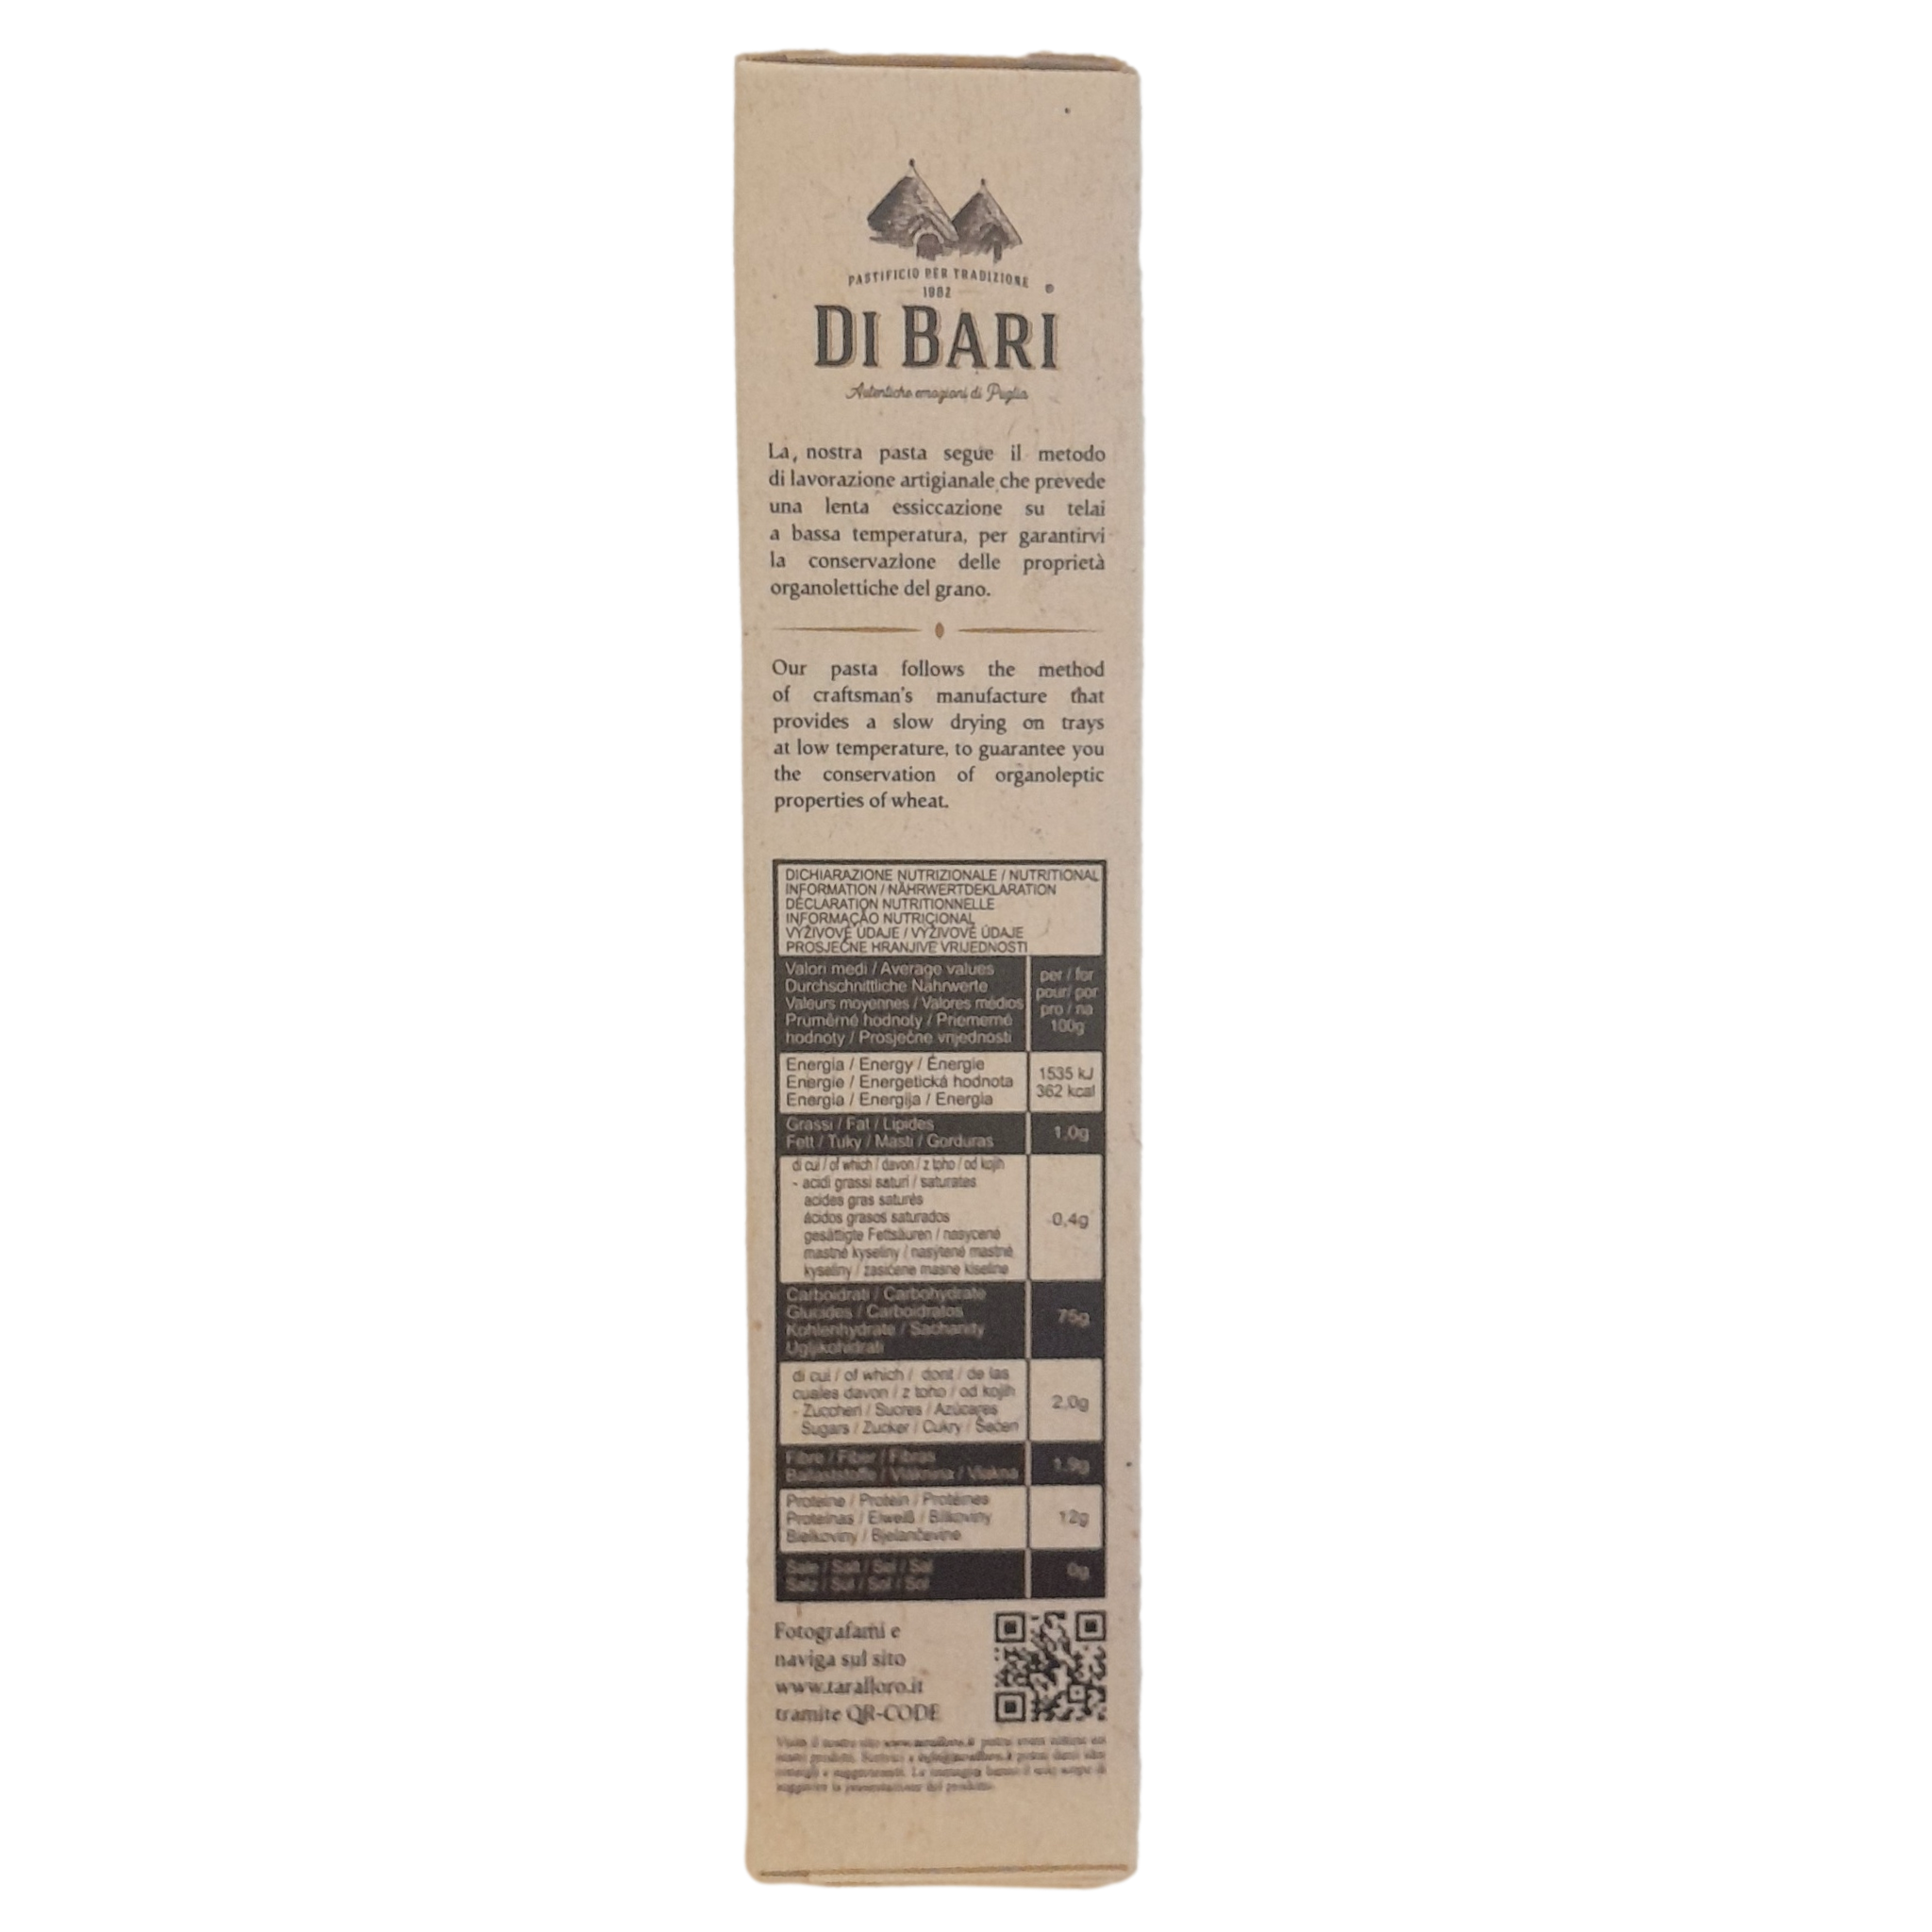 PASTIFICIO PER TRADIZIONE
1982
DI BARI
®
Autentiche emozioni di Puglia
La, nostra pasta segue il metodo
di lavorazione artigianale che prevede
una lenta essiccazione su telai
a bassa temperatura, per garantirvi
la conservazione delle proprietà
organolettiche del grano.
Our pasta follows the method
of craftsman's manufacture that
provides a slow drying on trays
at low temperature, to guarantee you
the conservation of organoleptic
properties of wheat.
DICHIARAZIONE NUTRIZIONALE / NUTRITIONAL
INFORMATION / NÄHRWERTDEKLARATION
DÉCLARATION NUTRITIONNELLE
INFORMAÇÃO NUTRICIONAL
VÝŽIVOVÉ ÚDAJE / VÝŽIVOVÉ ÚDAJE
PROSJEČNE HRANJIVE VRIJEDNOSTI
Valori medi / Average values
Durchschnittliche Nährwerte
Valeurs moyennes / Valores médios
Průměrné hodnoty / Priemerné
hodnoty / Prosječne vrijednosti
per / for
pour/ por
pro / na
100g
Energia / Energy / Énergie
Energie / Energetická hodnota
Energia / Energija / Energia
1535 kJ
362 kcal
Grassi / Fat / Lipides
Fett / Tuky / Masti / Gorduras
1,0g
di cui / of which / davon / z toho / od kojih
- acidi grassi saturi / saturates
acides gras saturés
ácidos grasos saturados
gesättigte Fettsäuren / nasycené
mastné kyseliny / nasýtené mastné
kyseliny / zasićene masne kiseline
0,4g
Carboidrati / Carbohydrate
Glucides / Carboidratos
Kohlenhydrate / Sacharidy
Ugljikohidrati
75g
di cui / of which / dont / de las
cuales davon / z toho / od kojih
- Zuccheri / Sucres / Azúcares
Sugars / Zucker / Cukry / Šećeri
2,0g
Fibre / Fiber / Fibras
Ballaststoffe / Vláknina / Vlakna
1,9g
Proteine / Protein / Protéines
Proteínas / Eiweiß / Bílkoviny
Bielkoviny / Bjelančevine
12g
Sale / Salt / Sel / Sal
Salz / Sůl / Soľ / Sol
0g
Fotografami e
naviga sul sito
www.taralloro.it
tramite QR-CODE